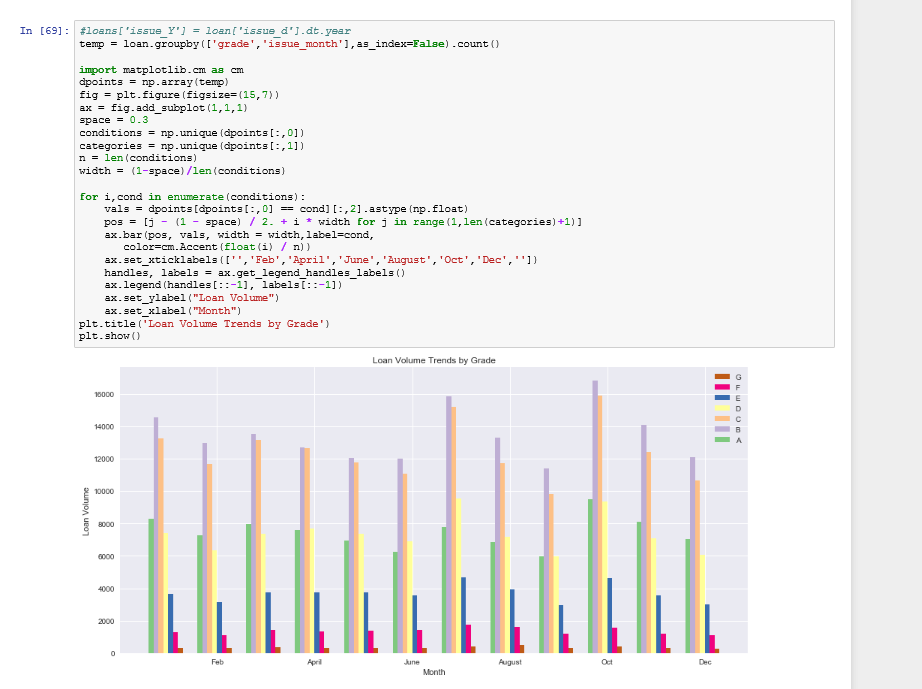 In [69]: #loans['issue_Y'] = loan['issue_d'].dt.year
temp = loan.groupby(['grade','issue_month'],as_index=False).count()
import matplotlib.cm as cm
dpoints = np.array(temp)
fig = plt.figure(figsize=(15,7))
ax = fig.add_subplot(1,1,1)
space = 0.3
conditions = np.unique(dpoints[:,0])
categories = np.unique(dpoints[:,1])
n = len(conditions)
width = (1-space)/len(conditions)
for i,cond in enumerate(conditions):
    vals = dpoints[dpoints[:,0] == cond][:,2].astype(np.float)
    pos = [j - (1 - space) / 2. + i * width for j in range(1,len(categories)+1)]
    ax.bar(pos, vals, width = width,label=cond,
       color=cm.Accent(float(i) / n))
    ax.set_xticklabels(['','Feb','April','June','August','Oct','Dec',''])
    handles, labels = ax.get_legend_handles_labels()
    ax.legend(handles[::-1], labels[::-1])
    ax.set_ylabel("Loan Volume")
    ax.set_xlabel("Month")
plt.title('Loan Volume Trends by Grade')
plt.show()
Loan Volume Trends by Grade
G
F
E
D
C
B
A
16000
14000
12000
10000
8000
6000
4000
2000
0
Loan Volume
Feb April June August Oct Dec
Month